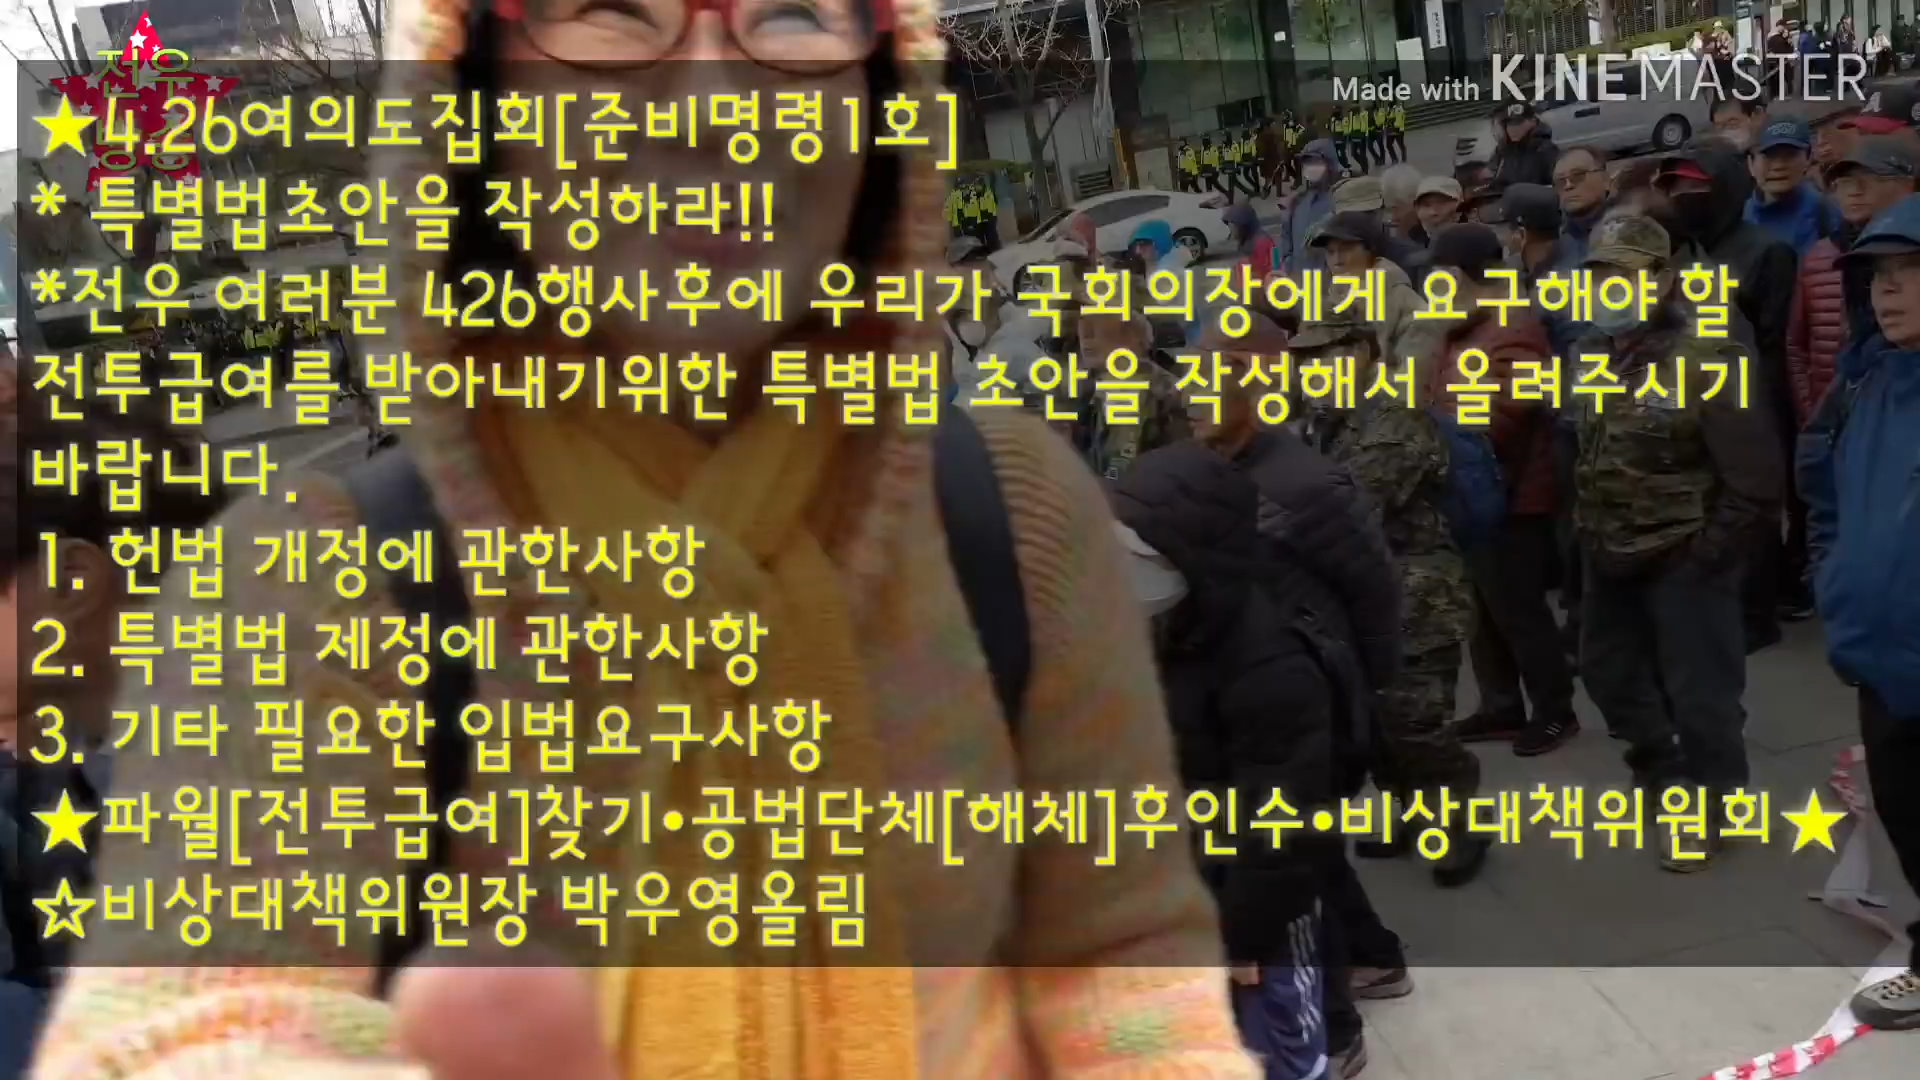 전우
방송
Made with KINEMASTER
★4.26여의도집회[준비명령1호]
* 특별법초안을 작성하라!!
*전우 여러분 426행사후에 우리가 국회의장에게 요구해야 할
전투급여를 받아내기위한 특별법 초안을 작성해서 올려주시기
바랍니다.
1. 헌법 개정에 관한사항
2. 특별법 제정에 관한사항
3. 기타 필요한 입법요구사항
★파월[전투급여]찾기•공법단체[해체]후인수•비상대책위원회★
☆비상대책위원장 박우영올림